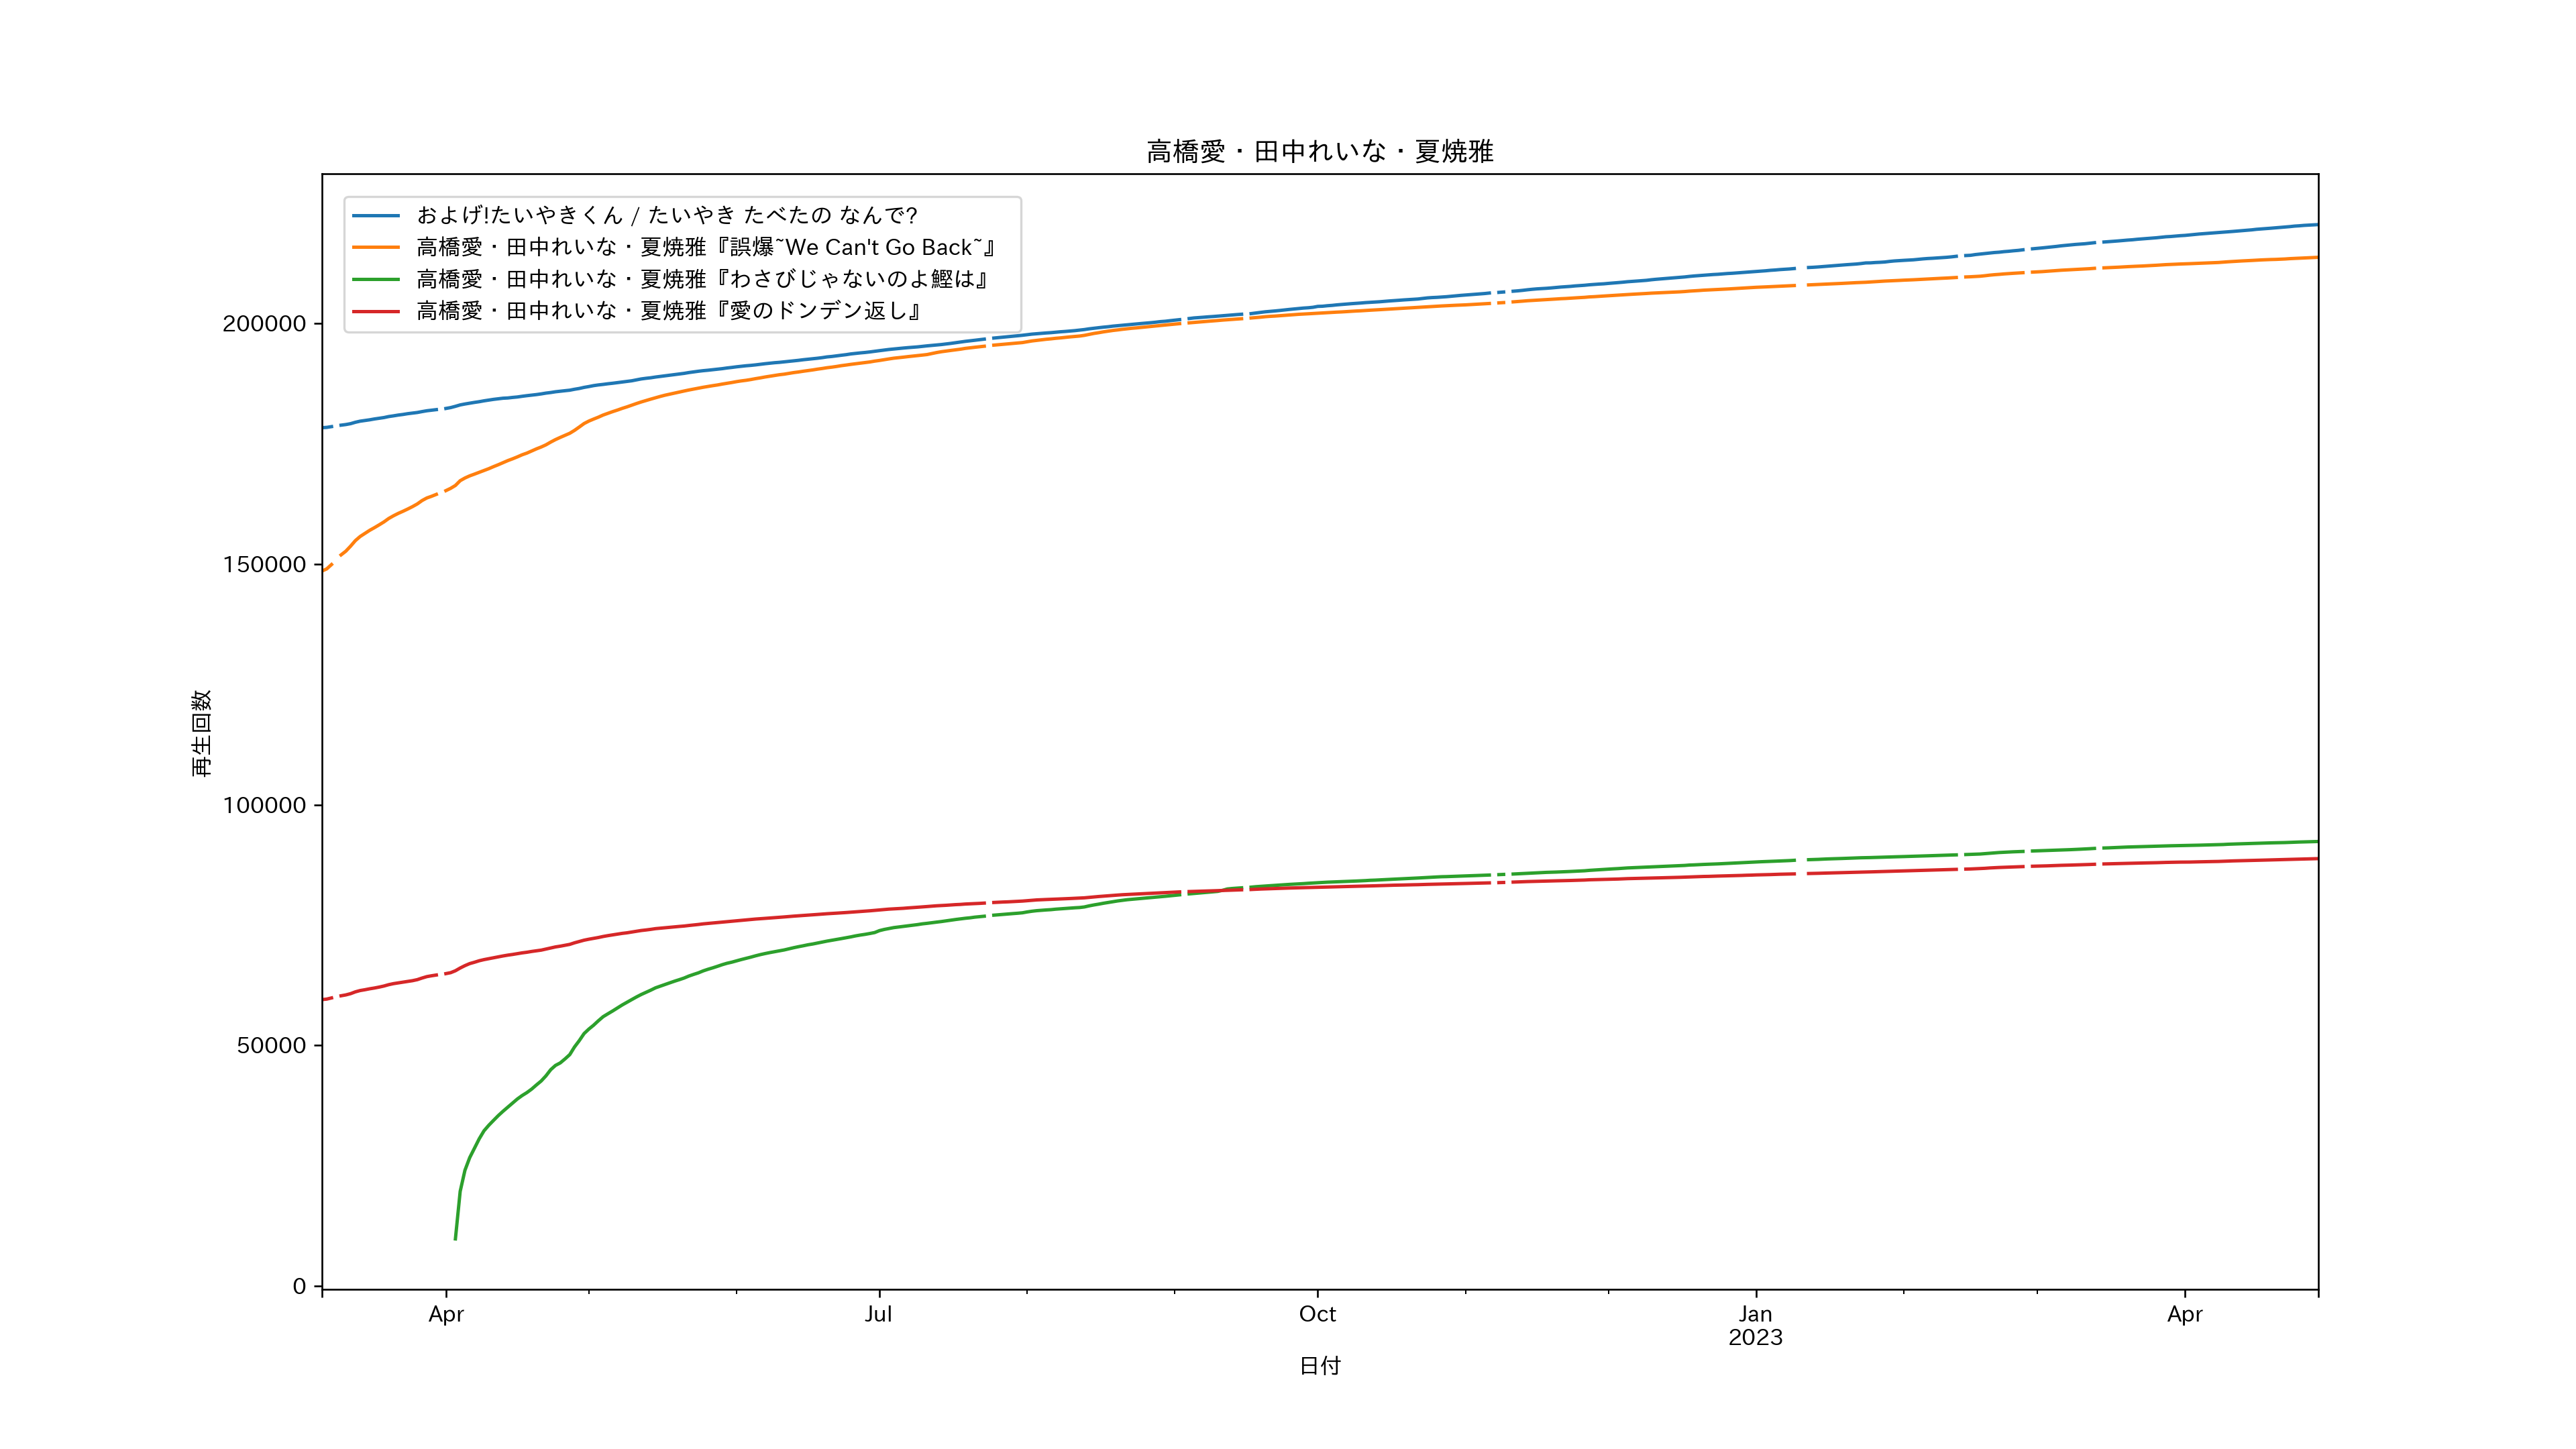 高橋愛・田中れいな・夏焼雅
およげ!たいやきくん / たいやき たべたの なんで?
高橋愛・田中れいな・夏焼雅『誤爆~We Can't Go Back~』
高橋愛・田中れいな・夏焼雅『わさびじゃないのよ鰹は』
高橋愛・田中れいな・夏焼雅『愛のドンデン返し』
200000
150000
100000
50000
0
再生回数
Apr
Jul
Oct
Jan
2023
Apr
日付